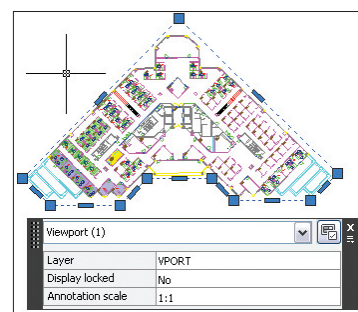 Viewport (1)
Layer VPORT
Display locked No
Annotation scale 1:1